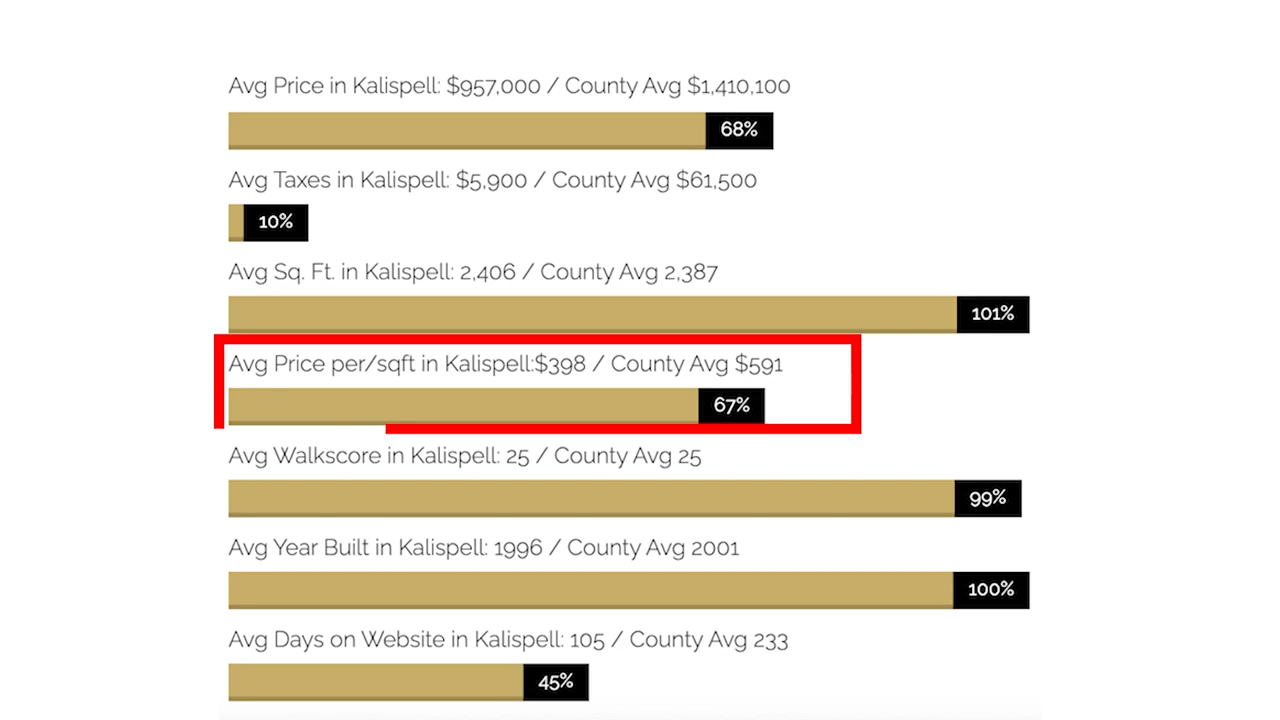 Avg Price in Kalispell: $957,000 / County Avg $1,410,100
68%
Avg Taxes in Kalispell: $5,900 / County Avg $61,500
10%
Avg Sq. Ft. in Kalispell: 2,406 / County Avg 2,387
101%
Avg Price per/sqft in Kalispell:$398 / County Avg $591
67%
Avg Walkscore in Kalispell: 25 / County Avg 25
99%
Avg Year Built in Kalispell: 1996 / County Avg 2001
100%
Avg Days on Website in Kalispell: 105 / County Avg 233
45%